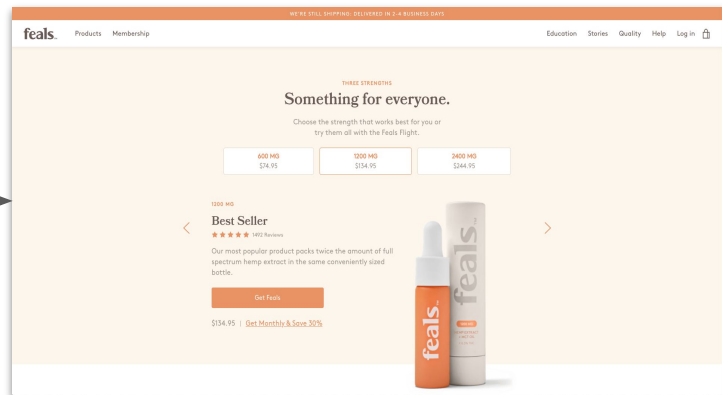 WE'RE STILL SHIPPING: DELIVERED IN 2-4 BUSINESS DAYS
feals.
Products Membership
Education Stories Quality Help Log in
THREE STRENGTHS
Something for everyone.
Choose the strength that works best for you or
try them all with the Feals Flight.
600 MG
$74.95
1200 MG
$134.95
2400 MG
$244.95
1200 MG
Best Seller
1492 Reviews
Our most popular product packs twice the amount of full
spectrum hemp extract in the same conveniently sized
bottle.
Get Feals
$134.95 | Get Monthly & Save 30%
feals.
feals.